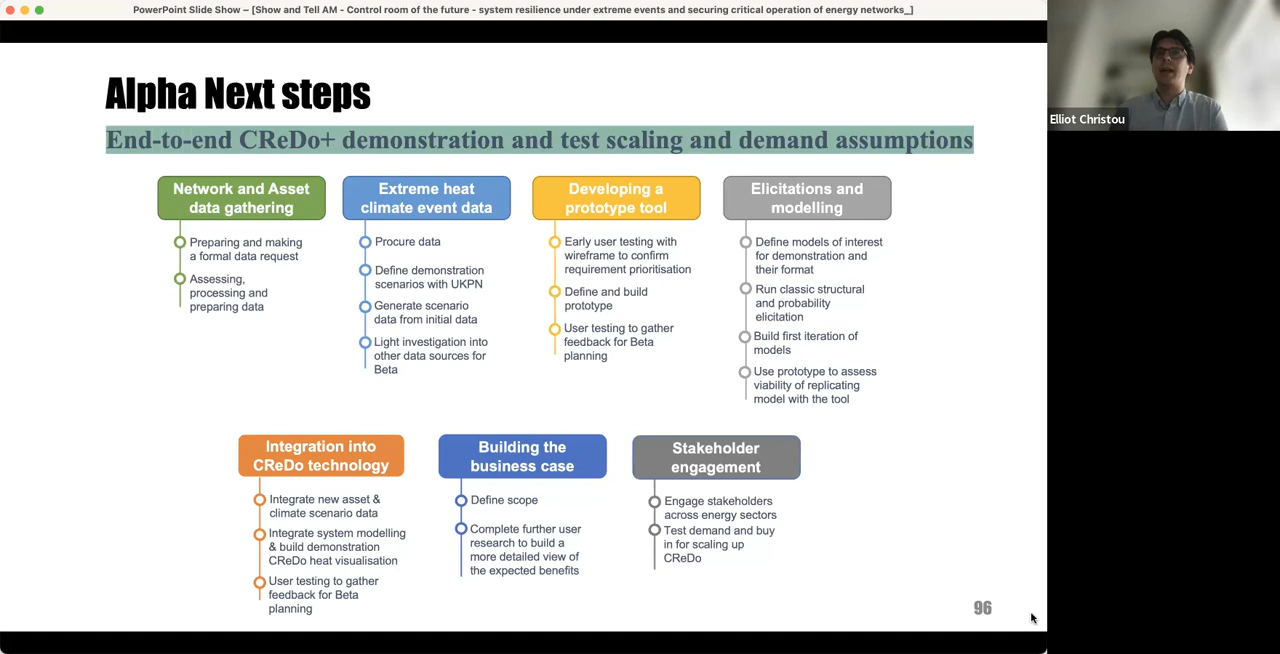 PowerPoint Slide Show – [Show and Tell AM - Control room of the future - system resilience under extreme events and securing critical operation of energy networks_]
Alpha Next steps
End-to-end CReDo+ demonstration and test scaling and demand assumptions
Network and Asset
data gathering
Preparing and making
a formal data request
Assessing,
processing and
preparing data
Extreme heat
climate event data
Procure data
Define demonstration
scenarios with UKPN
Generate scenario
data from initial data
Light investigation into
other data sources for
Beta
Developing a
prototype tool
Early user testing with
wireframe to confirm
requirement prioritisation
Define and build
prototype
User testing to gather
feedback for Beta
planning
Elicitations and
modelling
Define models of interest
for demonstration and
their format
Run classic structural
and probability
elicitation
Build first iteration of
models
Use prototype to assess
viability of replicating
model with the tool
Integration into
CReDo technology
Integrate new asset &
climate scenario data
Integrate system modelling
& build demonstration
CReDo heat visualisation
User testing to gather
feedback for Beta
planning
Building the
business case
Define scope
Complete further user
research to build a
more detailed view of
the expected benefits
Stakeholder
engagement
Engage stakeholders
across energy sectors
Test demand and buy
in for scaling up
CReDo
96
Elliot Christou